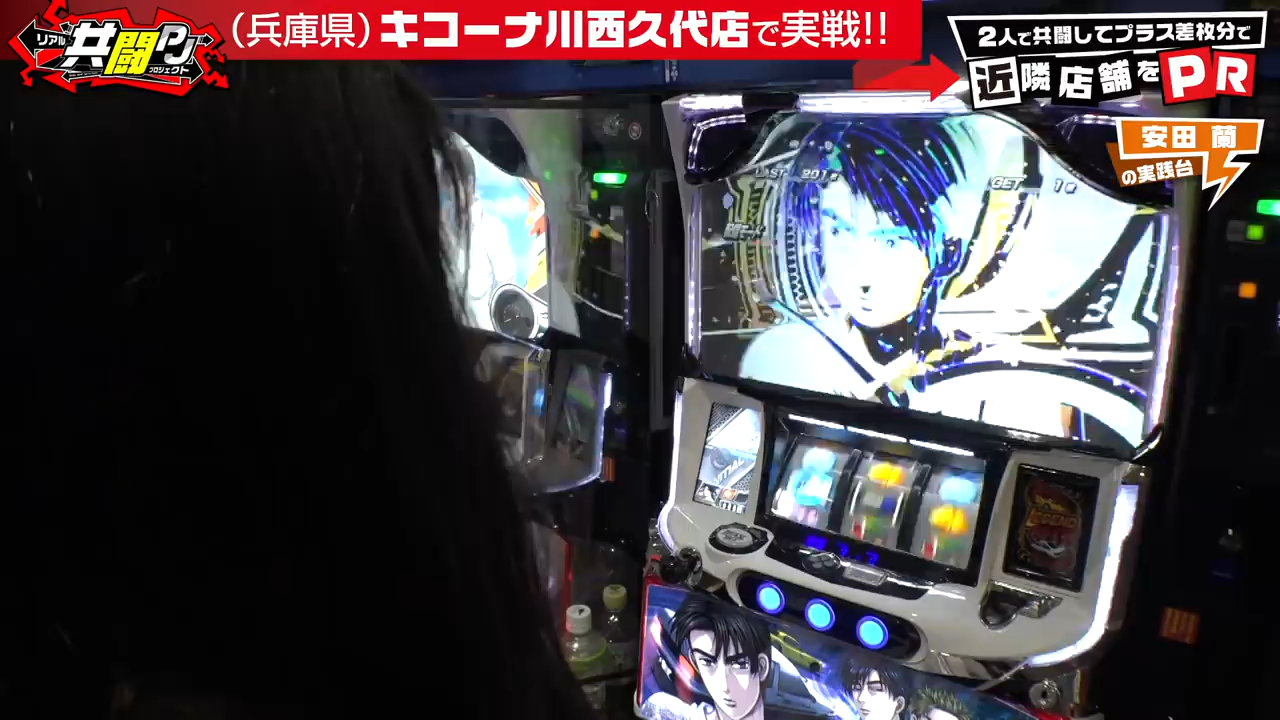 リアル
共闘PJ
プロジェクト
(兵庫県)キコーナ川西久代店で実戦!!
2人で共闘してプラス差枚分で
近隣店舗をPR
安田 蘭
の実践台
LAST 201
GET 1
LEGEND